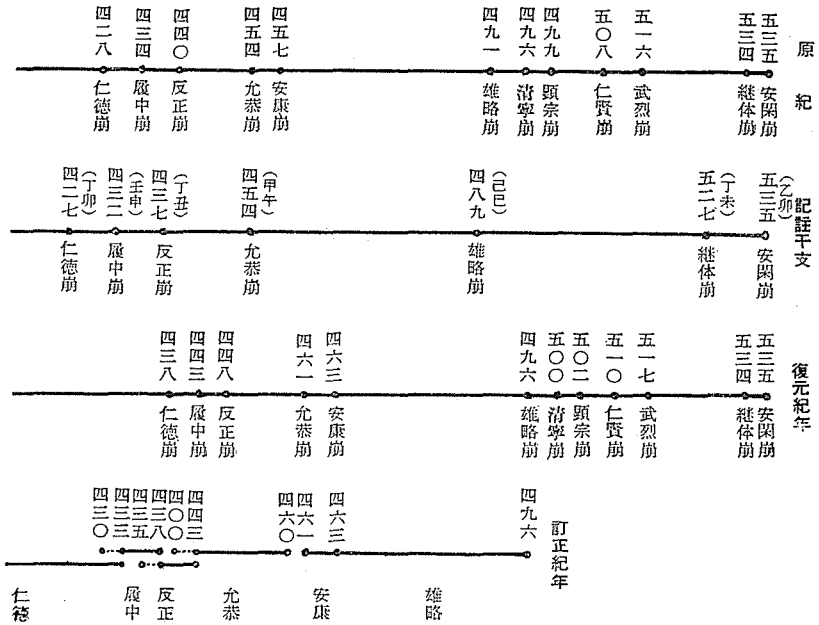 原紀
五三五 安閑崩
五三四 継体崩
五一六 武烈崩
五〇八 仁賢崩
四九九 顕宗崩
四九六 清寧崩
四九一 雄略崩
四五七 安康崩
四五四 允恭崩
四四〇 反正崩
四三四 履中崩
四二八 仁徳崩
記註干支
(乙卯) 五三五 安閑崩
(丁未) 五二七 継体崩
(己巳) 四八九 雄略崩
(甲午) 四五四 允恭崩
(丁丑) 四三七 反正崩
(壬申) 四三二 履中崩
(丁卯) 四二七 仁徳崩
復元紀年
五三五 安閑崩
五三四 継体崩
五一七 武烈崩
五一〇 仁賢崩
五〇二 顕宗崩
五〇〇 清寧崩
四九六 雄略崩
四六三 安康崩
四六一 允恭崩
四四八 反正崩
四四三 履中崩
四三八 仁徳崩
訂正紀年
四九六
四六三
四六一
四六〇
四四三
四〇〇
四三八
四三五
四三三
四三〇
雄略
安康
允恭
反正
履中
仁徳